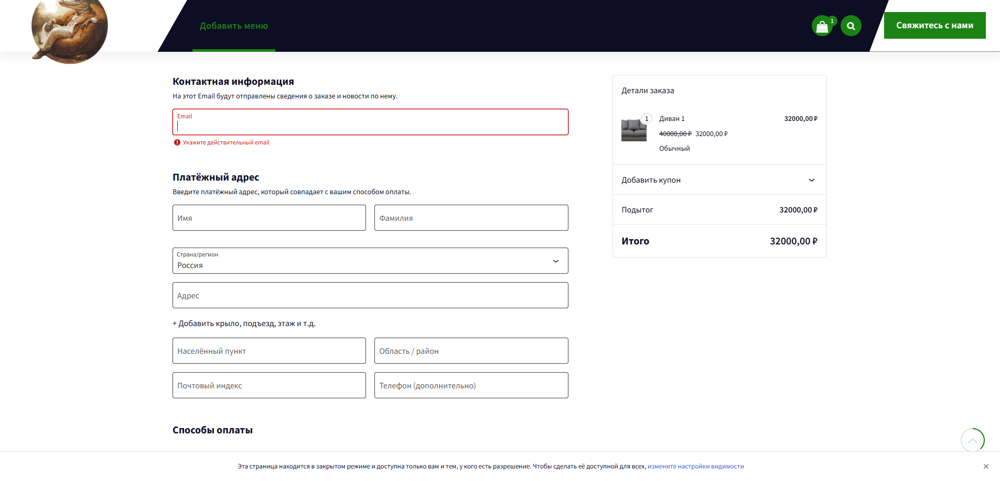 Добавить меню
1
Свяжитесь с нами
Контактная информация
На этот Email будут отправлены сведения о заказе и новости по нему.
Email
Укажите действительный email
Платёжный адрес
Введите платёжный адрес, который совпадает с вашим способом оплаты.
Имя
Фамилия
Страна/регион
Россия
Адрес
+ Добавить крыло, подъезд, этаж и т.д.
Населённый пункт
Область / район
Почтовый индекс
Телефон (дополнительно)
Способы оплаты
Детали заказа
1
Диван 1
32000,00 ₽
40000,00 ₽ 32000,00 ₽
Обычный
Добавить купон
Подытог
32000,00 ₽
Итого
32000,00 ₽
Эта страница находится в закрытом режиме и доступна только вам и тем, у кого есть разрешение. Чтобы сделать её доступной для всех, измените настройки видимости